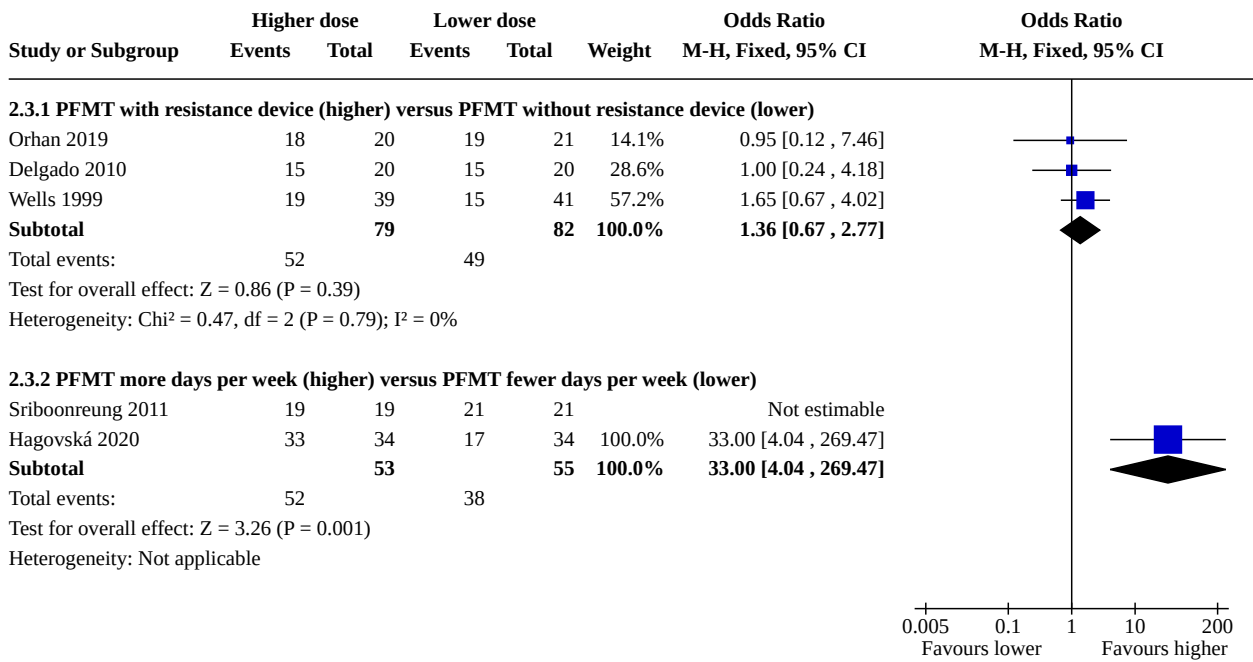 Higher dose Lower dose Odds Ratio Odds Ratio
Study or Subgroup Events Total Events Total Weight M-H, Fixed, 95% CI M-H, Fixed, 95% CI
2.3.1 PFMT with resistance device (higher) versus PFMT without resistance device (lower)
Orhan 2019 18 20 19 21 14.1% 0.95 [0.12 , 7.46]
Delgado 2010 15 20 15 20 28.6% 1.00 [0.24 , 4.18]
Wells 1999 19 39 15 41 57.2% 1.65 [0.67 , 4.02]
Subtotal 79 82 100.0% 1.36 [0.67 , 2.77]
Total events: 52 49
Test for overall effect: Z = 0.86 (P = 0.39)
Heterogeneity: Chi² = 0.47, df = 2 (P = 0.79); I² = 0%
2.3.2 PFMT more days per week (higher) versus PFMT fewer days per week (lower)
Sriboonreung 2011 19 19 21 21 Not estimable
Hagovská 2020 33 34 17 34 100.0% 33.00 [4.04 , 269.47]
Subtotal 53 55 100.0% 33.00 [4.04 , 269.47]
Total events: 52 38
Test for overall effect: Z = 3.26 (P = 0.001)
Heterogeneity: Not applicable
0.005 0.1 1 10 200
Favours lower Favours higher